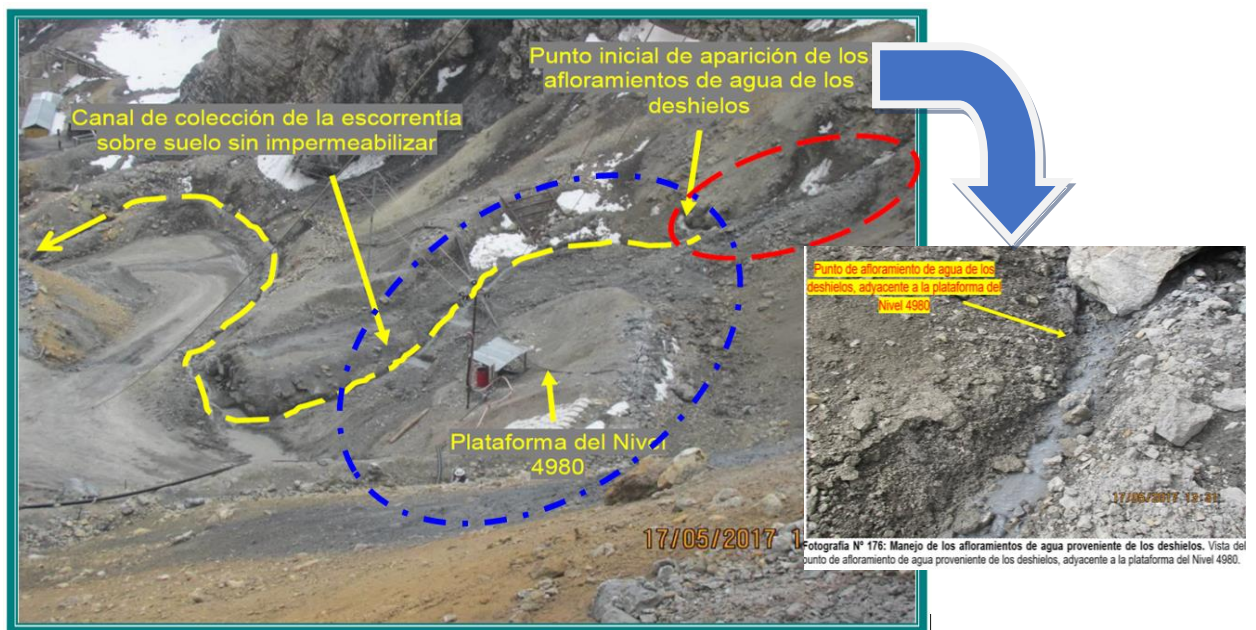 Punto inicial de aparición de los
afloramientos de agua de los
deshielos
Canal de colección de la escorrentía
sobre suelo sin impermeabilizar
Plataforma del Nivel
4980
17/05/2017 1
Punto de afloramiento de agua de los
deshielos, adyacente a la plataforma del
Nivel 4980
17/05/2017 12:31
Fotografía N° 176: Manejo de los afloramientos de agua proveniente de los deshielos. Vista del
punto de afloramiento de agua proveniente de los deshielos, adyacente a la plataforma del Nivel 4980.